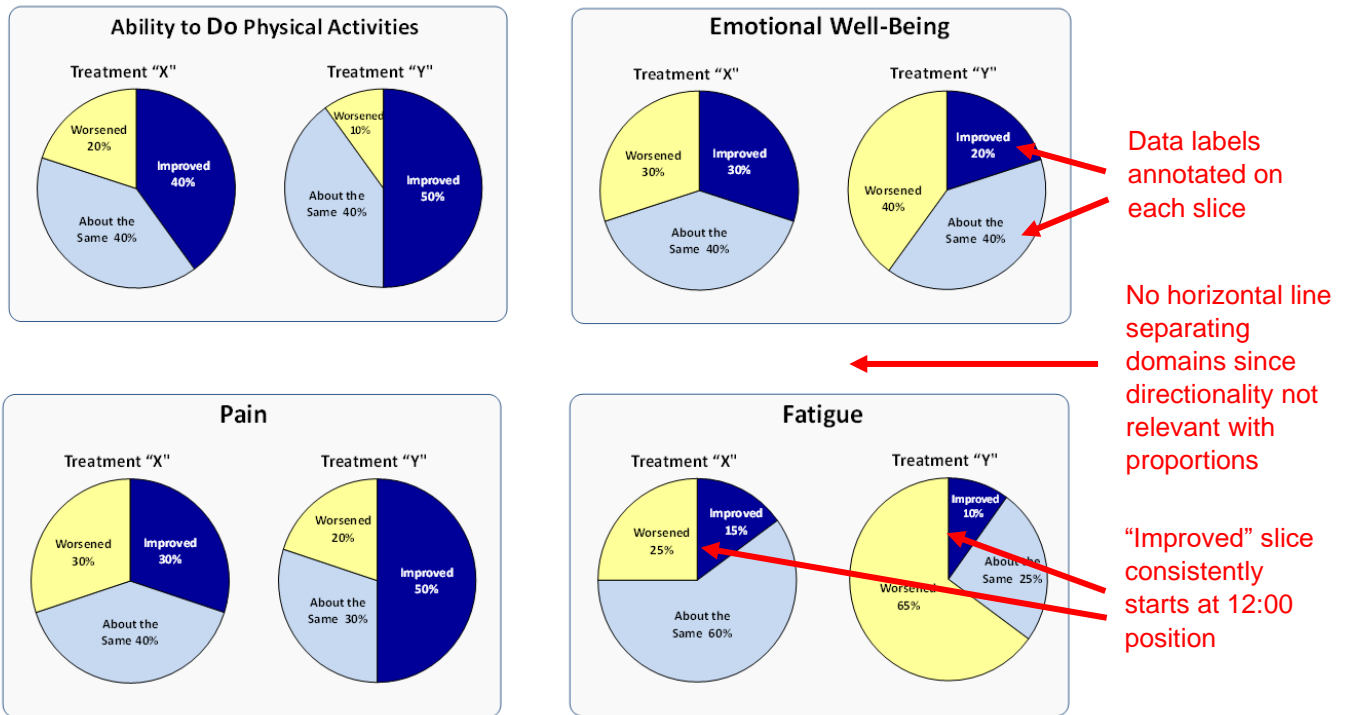 Ability to Do Physical Activities
Treatment “X"
Treatment “Y"
Worsened
20%
Improved
40%
About the
Same 40%
Worsened
10%
Improved
50%
About the
Same 40%
Emotional Well-Being
Treatment “X"
Treatment “Y"
Worsened
30%
Improved
30%
About the
Same 40%
Improved
20%
Worsened
40%
About the
Same 40%
Data labels
annotated on
each slice
No horizontal line
separating
domains since
directionality not
relevant with
proportions
Pain
Treatment “X"
Treatment “Y"
Worsened
30%
Improved
30%
About the
Same 40%
Worsened
20%
Improved
50%
About the
Same 30%
Fatigue
Treatment “X"
Treatment “Y"
Worsened
25%
Improved
15%
About the
Same 60%
Improved
10%
About the
Same 25%
Worsened
65%
“Improved” slice
consistently
starts at 12:00
position